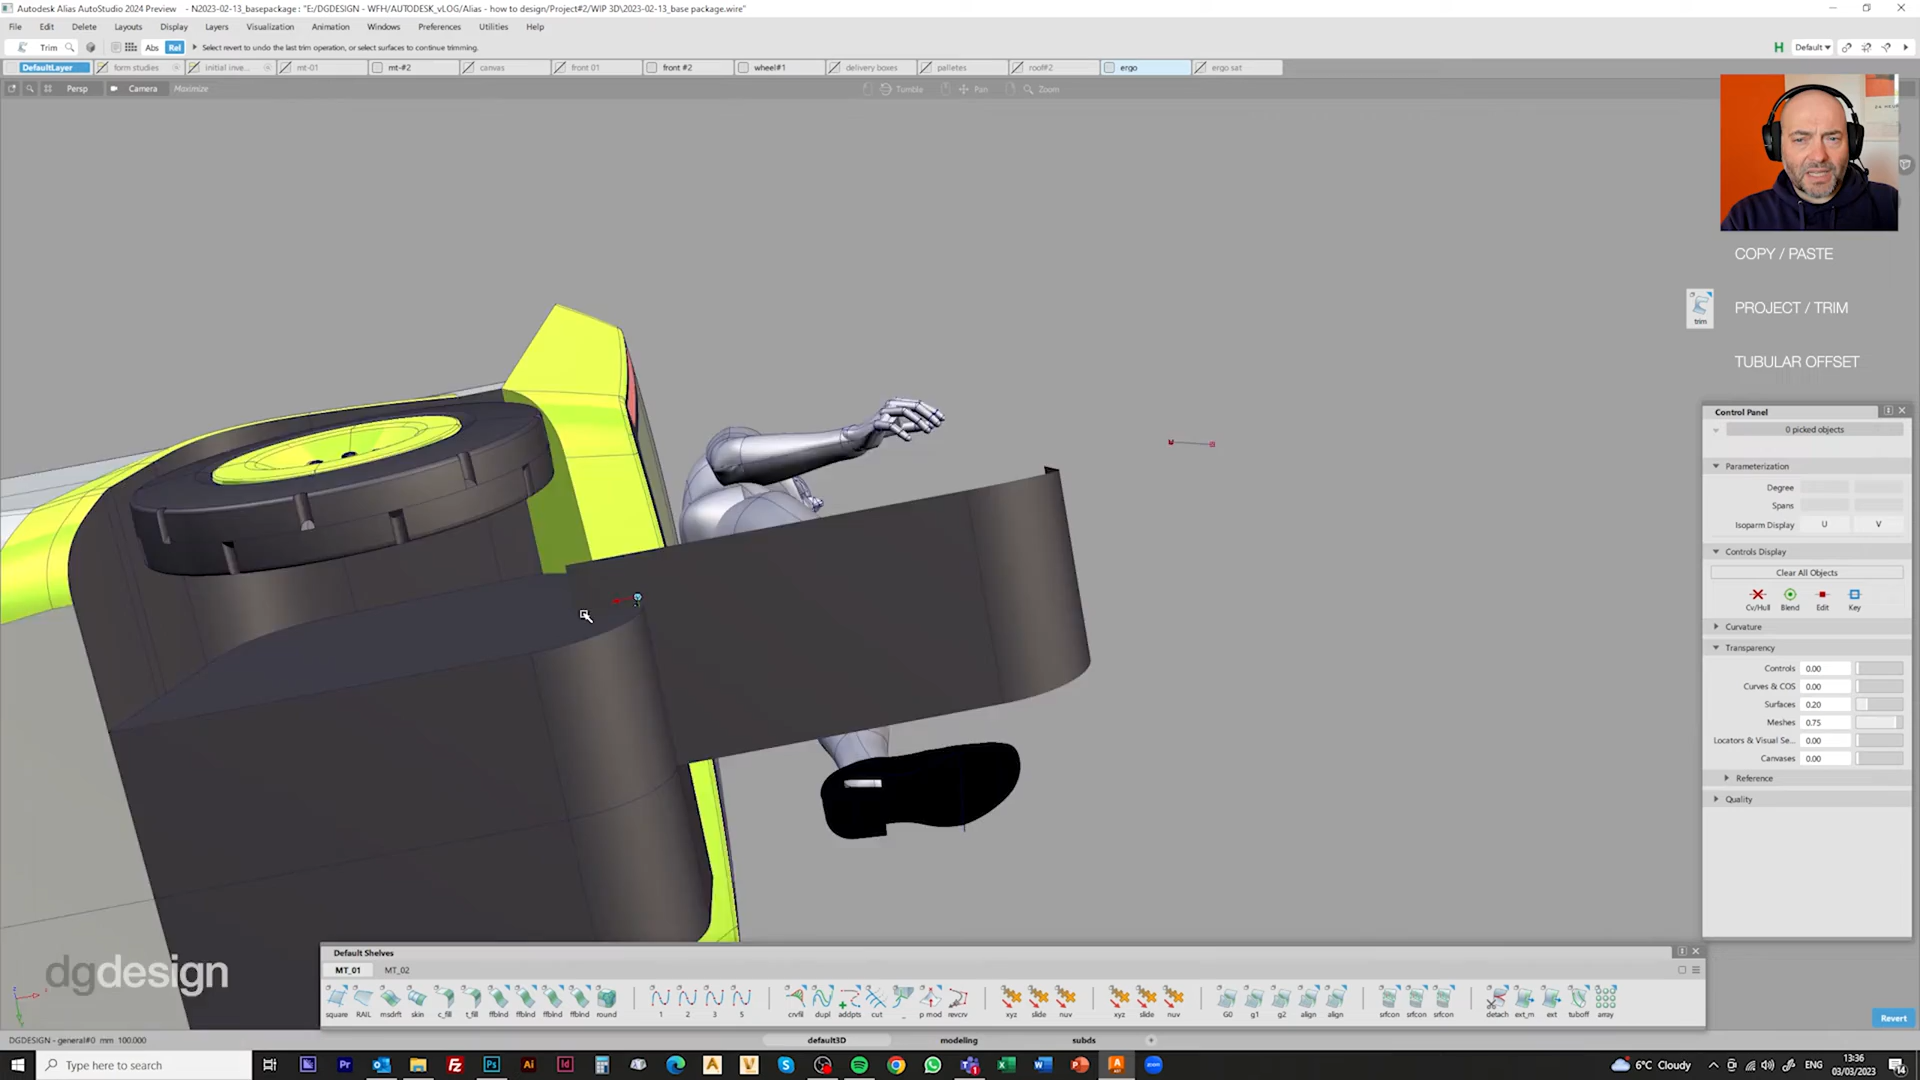 Autodesk Alias AutoStudio 2024 Preview - N2023-02-13_basepackage : "E:/DGDESIGN - WFH/AUTODESK_vLOG/Alias - how to design/Project#2/WIP 3D\2023-02-13_base package.wire"
File Edit Delete Layouts Display Layers Visualization Animation Windows Preferences Utilities Help
Trim Abs Rel Select revert to undo the last trim operation, or select surfaces to continue trimming. Default
DefaultLayer form studies initial inve... mt-01 mt-#2 canvas front 01 front #2 wheel#1 delivery boxes palletes roof#2 ergo ergo sat
Persp Camera Maximize Tumble Pan Zoom
COPY / PASTE
trim
PROJECT / TRIM
TUBULAR OFFSET
Control Panel
0 picked objects
Parameterization
Degree
Spans
Isoparm Display U V
Controls Display
Clear All Objects
Cv/Hull Blend Edit Key
Curvature
Transparency
Controls 0.00
Curves & COS 0.00
Surfaces 0.20
Meshes 0.75
Locators & Visual Se... 0.00
Canvases 0.00
Reference
Quality
dgdesign
Default Shelves
MT_01 MT_02
square RAIL msdrft skin c_fill t_fill ffblnd ffblnd ffblnd ffblnd round 1 2 3 5 crvfil dupl addpts cut _ p mod revcrv xyz slide nuv xyz slide nuv G0 g1 g2 align align srfcon srfcon srfcon detach ext_m ext tuboff array
Revert
DGDESIGN - general#0 mm 100.000
default3D modeling subds
Type here to search
6°C Cloudy
ENG
13:36
03/03/2023
14